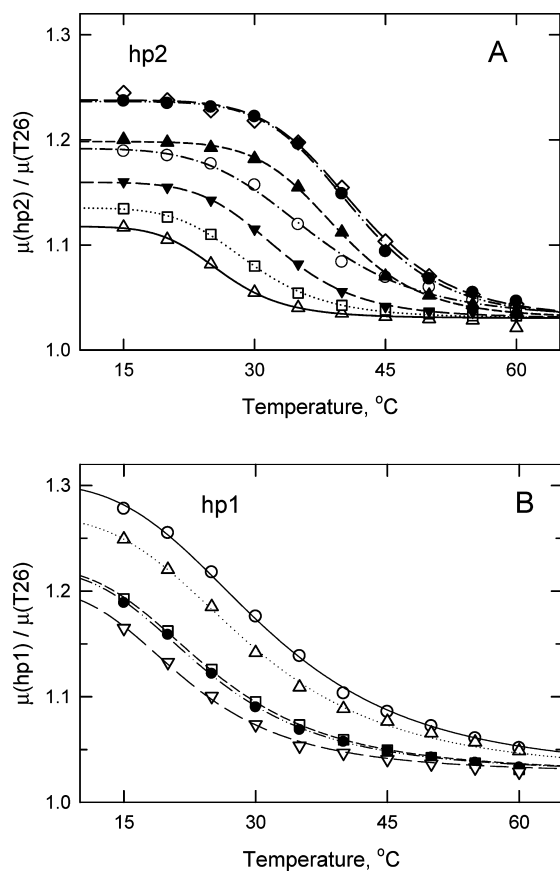 hp2
A
1.3
1.2
1.1
1.0
μ(hp2) / μ(T26)
15 30 45 60
Temperature, °C
hp1
B
1.3
1.2
1.1
1.0
μ(hp1) / μ(T26)
15 30 45 60
Temperature, °C